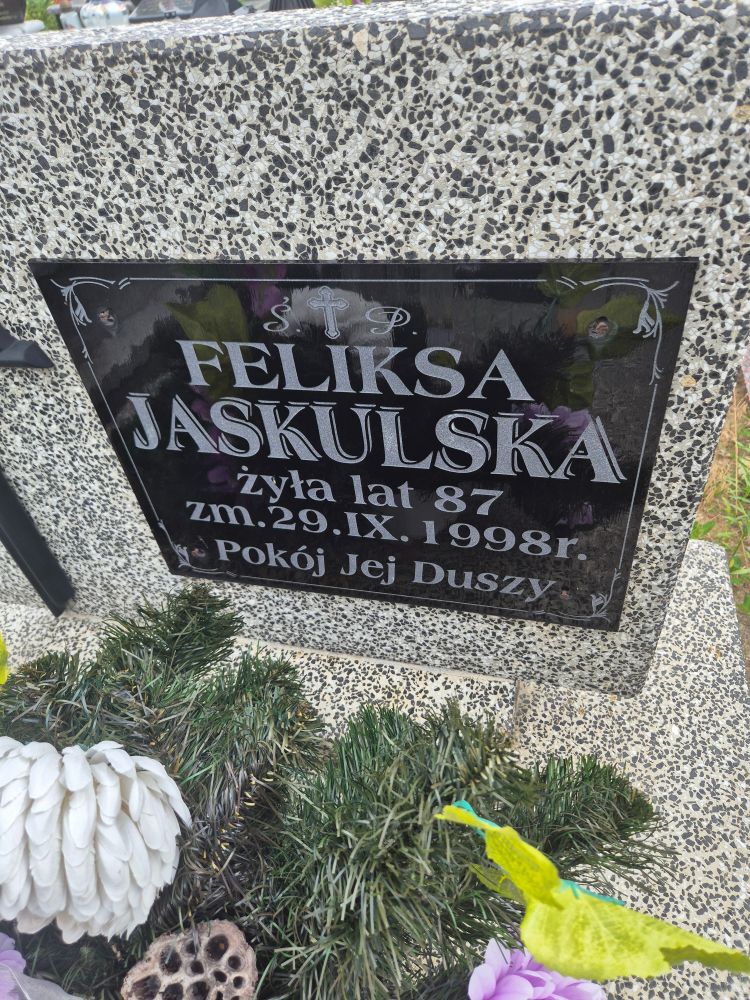 Ś. P.
FELIKSA
JASKULSKA
żyła lat 87
zm. 29. IX. 1998r.
Pokój Jej Duszy